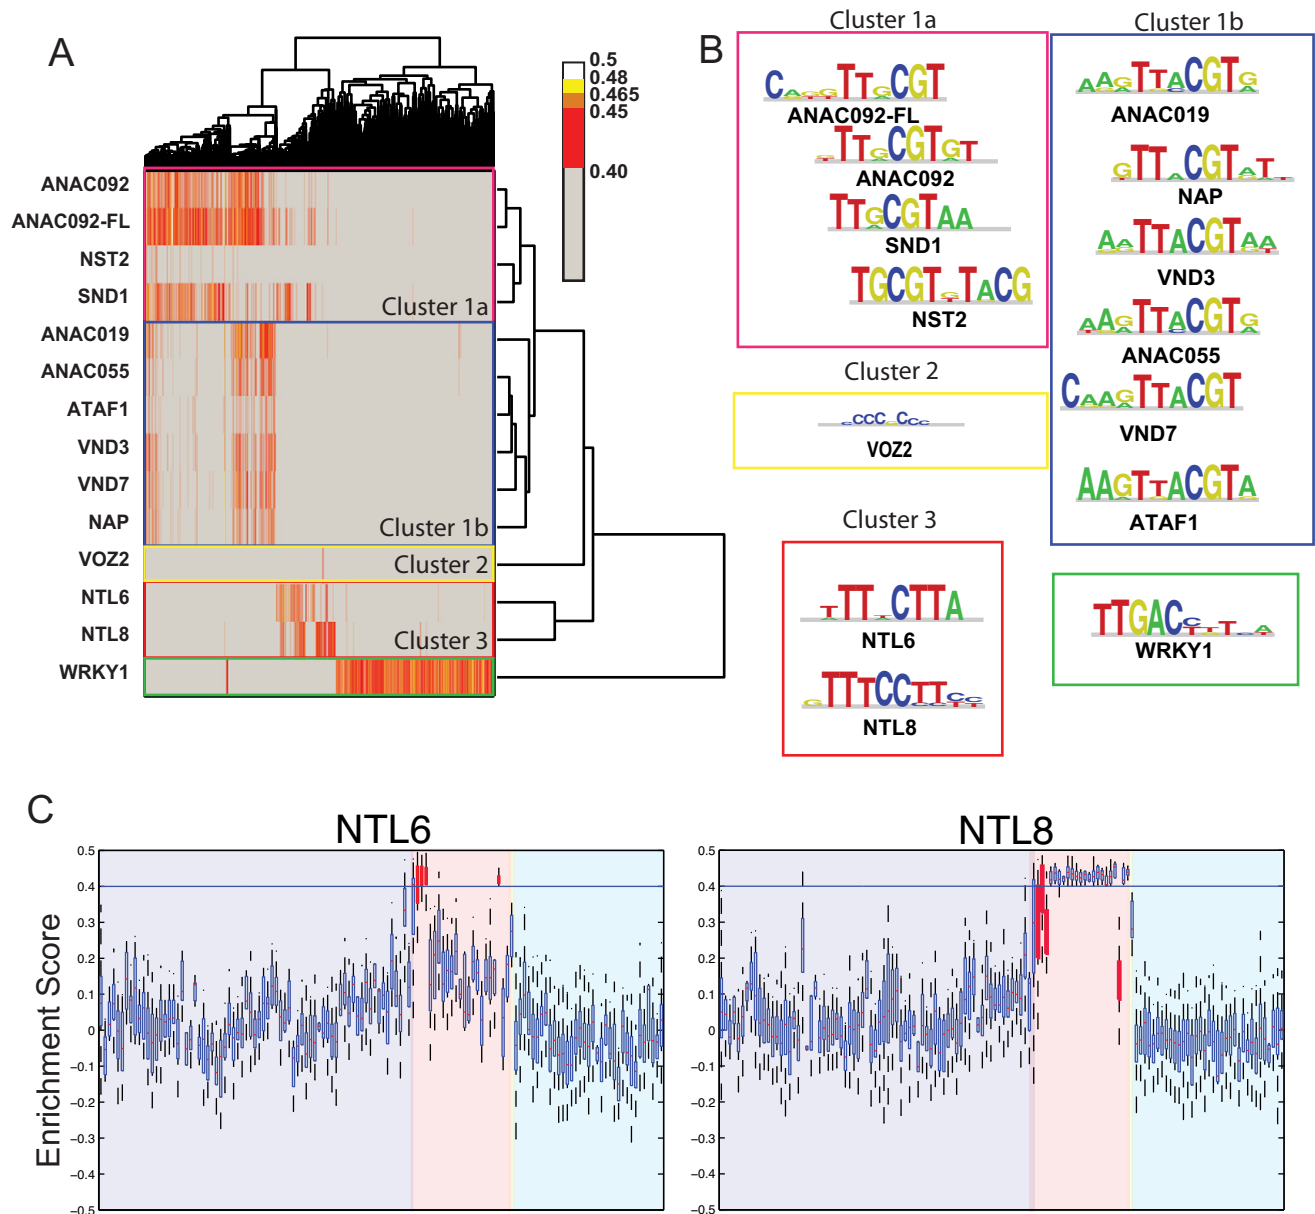 A
0.5
0.48
0.465
0.45
0.40
ANAC092
ANAC092-FL
NST2
SND1
Cluster 1a
ANAC019
ANAC055
ATAF1
VND3
VND7
NAP
Cluster 1b
VOZ2
Cluster 2
NTL6
NTL8
Cluster 3
WRKY1
B
Cluster 1a
ANAC092-FL
ANAC092
SND1
TGCGT TACG
NST2
Cluster 1b
ANAC019
NAP
VND3
ANAC055
VND7
ATAF1
Cluster 2
VOZ2
Cluster 3
NTL6
NTL8
WRKY1
C
NTL6
Enrichment Score
0.5
0.4
0.3
0.2
0.1
0
−0.1
−0.2
−0.3
−0.4
−0.5
NTL8
0.5
0.4
0.3
0.2
0.1
0
−0.1
−0.2
−0.3
−0.4
−0.5